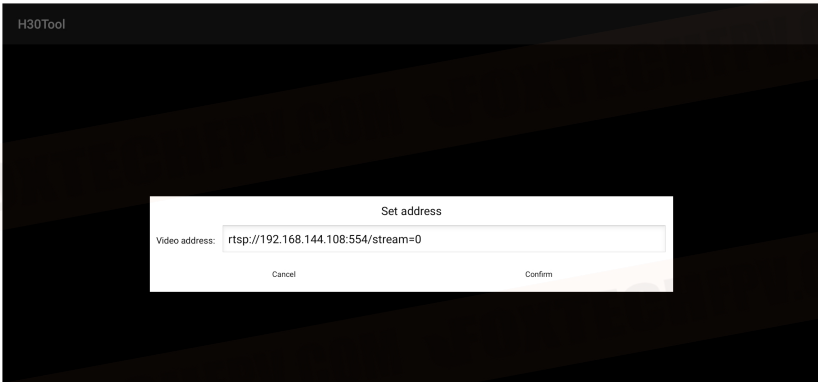 H30Tool
Set address
Video address: rtsp://192.168.144.108:554/stream=0
Cancel Confirm